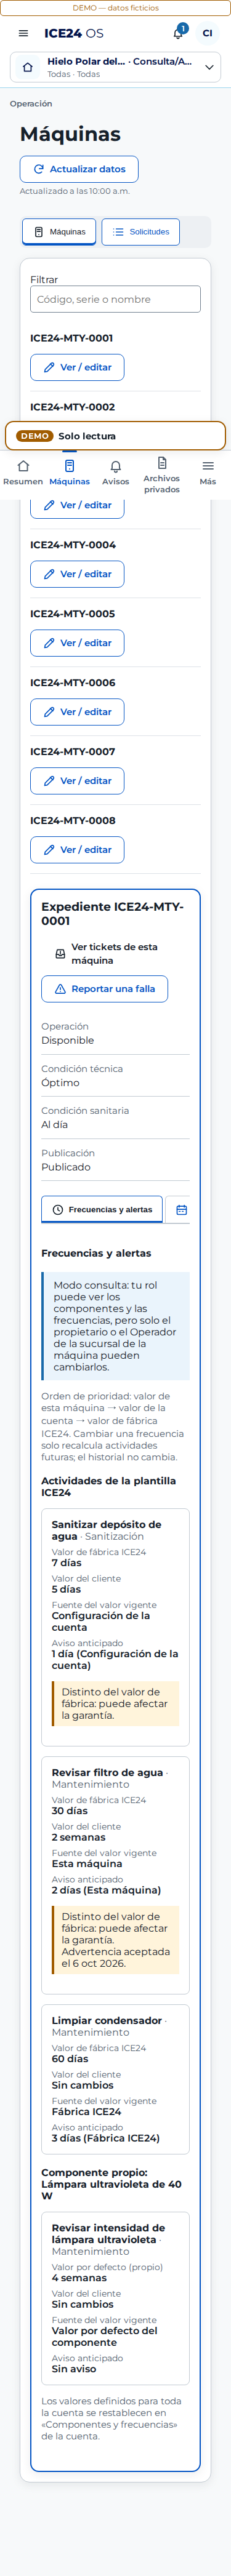 DEMO — datos ficticios
ICE24 OS
1
CI
Hielo Polar del… · Consulta/A…
Todas · Todas
Operación
Máquinas
Actualizar datos
Actualizado a las 10:00 a.m.
Máquinas
Solicitudes
Filtrar
Código, serie o nombre
ICE24-MTY-0001
Ver / editar
ICE24-MTY-0002
DEMO Solo lectura
Resumen
Máquinas
Avisos
Archivos privados
Más
Ver / editar
ICE24-MTY-0004
Ver / editar
ICE24-MTY-0005
Ver / editar
ICE24-MTY-0006
Ver / editar
ICE24-MTY-0007
Ver / editar
ICE24-MTY-0008
Ver / editar
Expediente ICE24-MTY-
0001
Ver tickets de esta
máquina
Reportar una falla
Operación
Disponible
Condición técnica
Óptimo
Condición sanitaria
Al día
Publicación
Publicado
Frecuencias y alertas
Frecuencias y alertas
Modo consulta: tu rol
puede ver los
componentes y las
frecuencias, pero solo el
propietario o el Operador
de la sucursal de la
máquina pueden
cambiarlos.
Orden de prioridad: valor de
esta máquina → valor de la
cuenta → valor de fábrica
ICE24. Cambiar una frecuencia
solo recalcula actividades
futuras; el historial no cambia.
Actividades de la plantilla
ICE24
Sanitizar depósito de
agua · Sanitización
Valor de fábrica ICE24
7 días
Valor del cliente
5 días
Fuente del valor vigente
Configuración de la
cuenta
Aviso anticipado
1 día (Configuración de la
cuenta)
Distinto del valor de
fábrica: puede afectar
la garantía.
Revisar filtro de agua ·
Mantenimiento
Valor de fábrica ICE24
30 días
Valor del cliente
2 semanas
Fuente del valor vigente
Esta máquina
Aviso anticipado
2 días (Esta máquina)
Distinto del valor de
fábrica: puede afectar
la garantía.
Advertencia aceptada
el 6 oct 2026.
Limpiar condensador ·
Mantenimiento
Valor de fábrica ICE24
60 días
Valor del cliente
Sin cambios
Fuente del valor vigente
Fábrica ICE24
Aviso anticipado
3 días (Fábrica ICE24)
Componente propio:
Lámpara ultravioleta de 40
W
Revisar intensidad de
lámpara ultravioleta ·
Mantenimiento
Valor por defecto (propio)
4 semanas
Valor del cliente
Sin cambios
Fuente del valor vigente
Valor por defecto del
componente
Aviso anticipado
Sin aviso
Los valores definidos para toda
la cuenta se restablecen en
«Componentes y frecuencias»
de la cuenta.